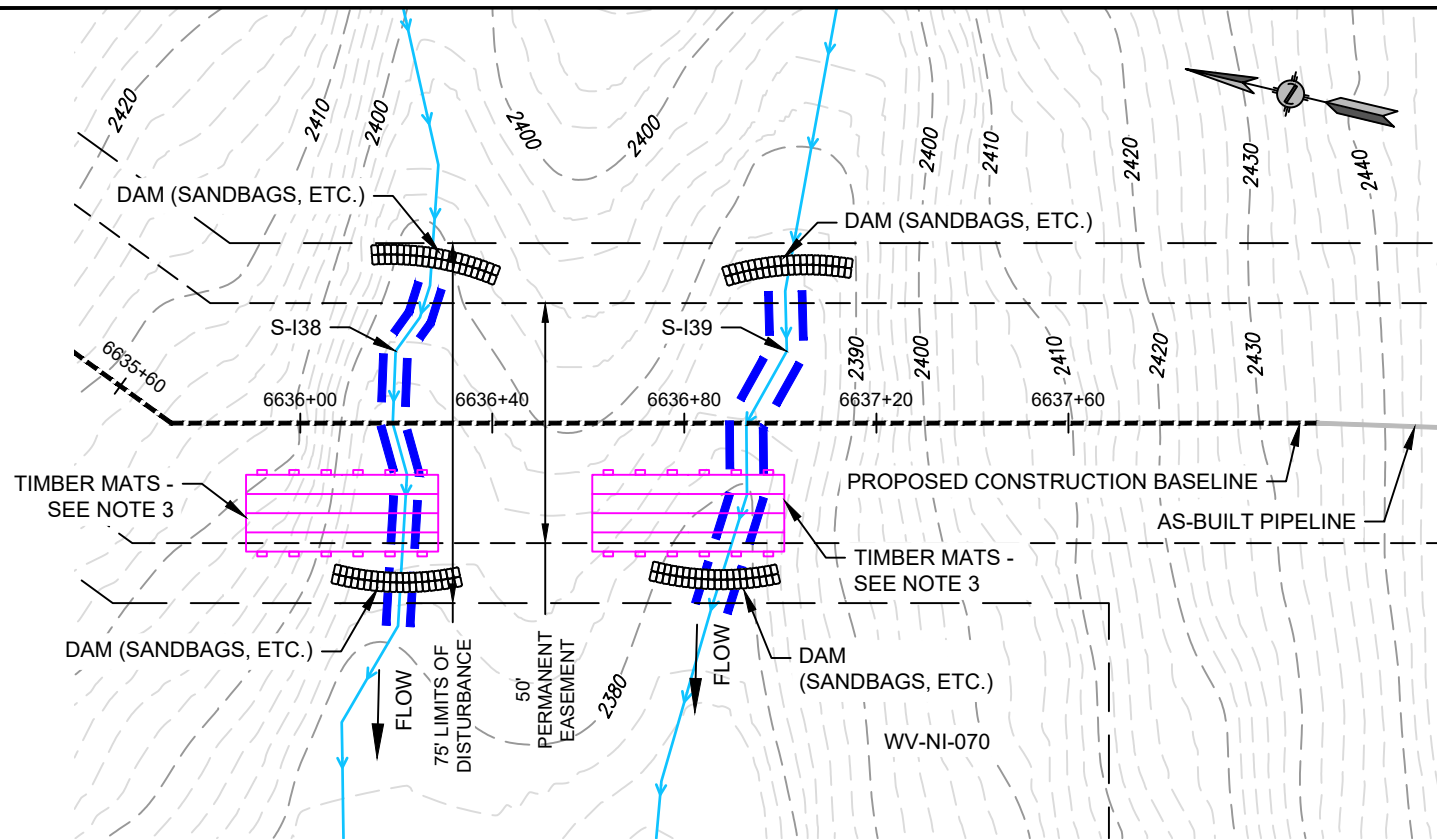 2420
2410
2400
2400
2400
2400
2410
2420
2430
2440
DAM (SANDBAGS, ETC.)
DAM (SANDBAGS, ETC.)
S-I38
S-I39
6635+60
6636+00
6636+40
6636+80
6637+20
6637+60
2390
2400
2410
2420
2430
TIMBER MATS -
SEE NOTE 3
PROPOSED CONSTRUCTION BASELINE
AS-BUILT PIPELINE
TIMBER MATS -
SEE NOTE 3
DAM (SANDBAGS, ETC.)
FLOW
75' LIMITS OF
DISTURBANCE
50'
PERMANENT
EASEMENT
2380
FLOW
DAM
(SANDBAGS, ETC.)
WV-NI-070
Z